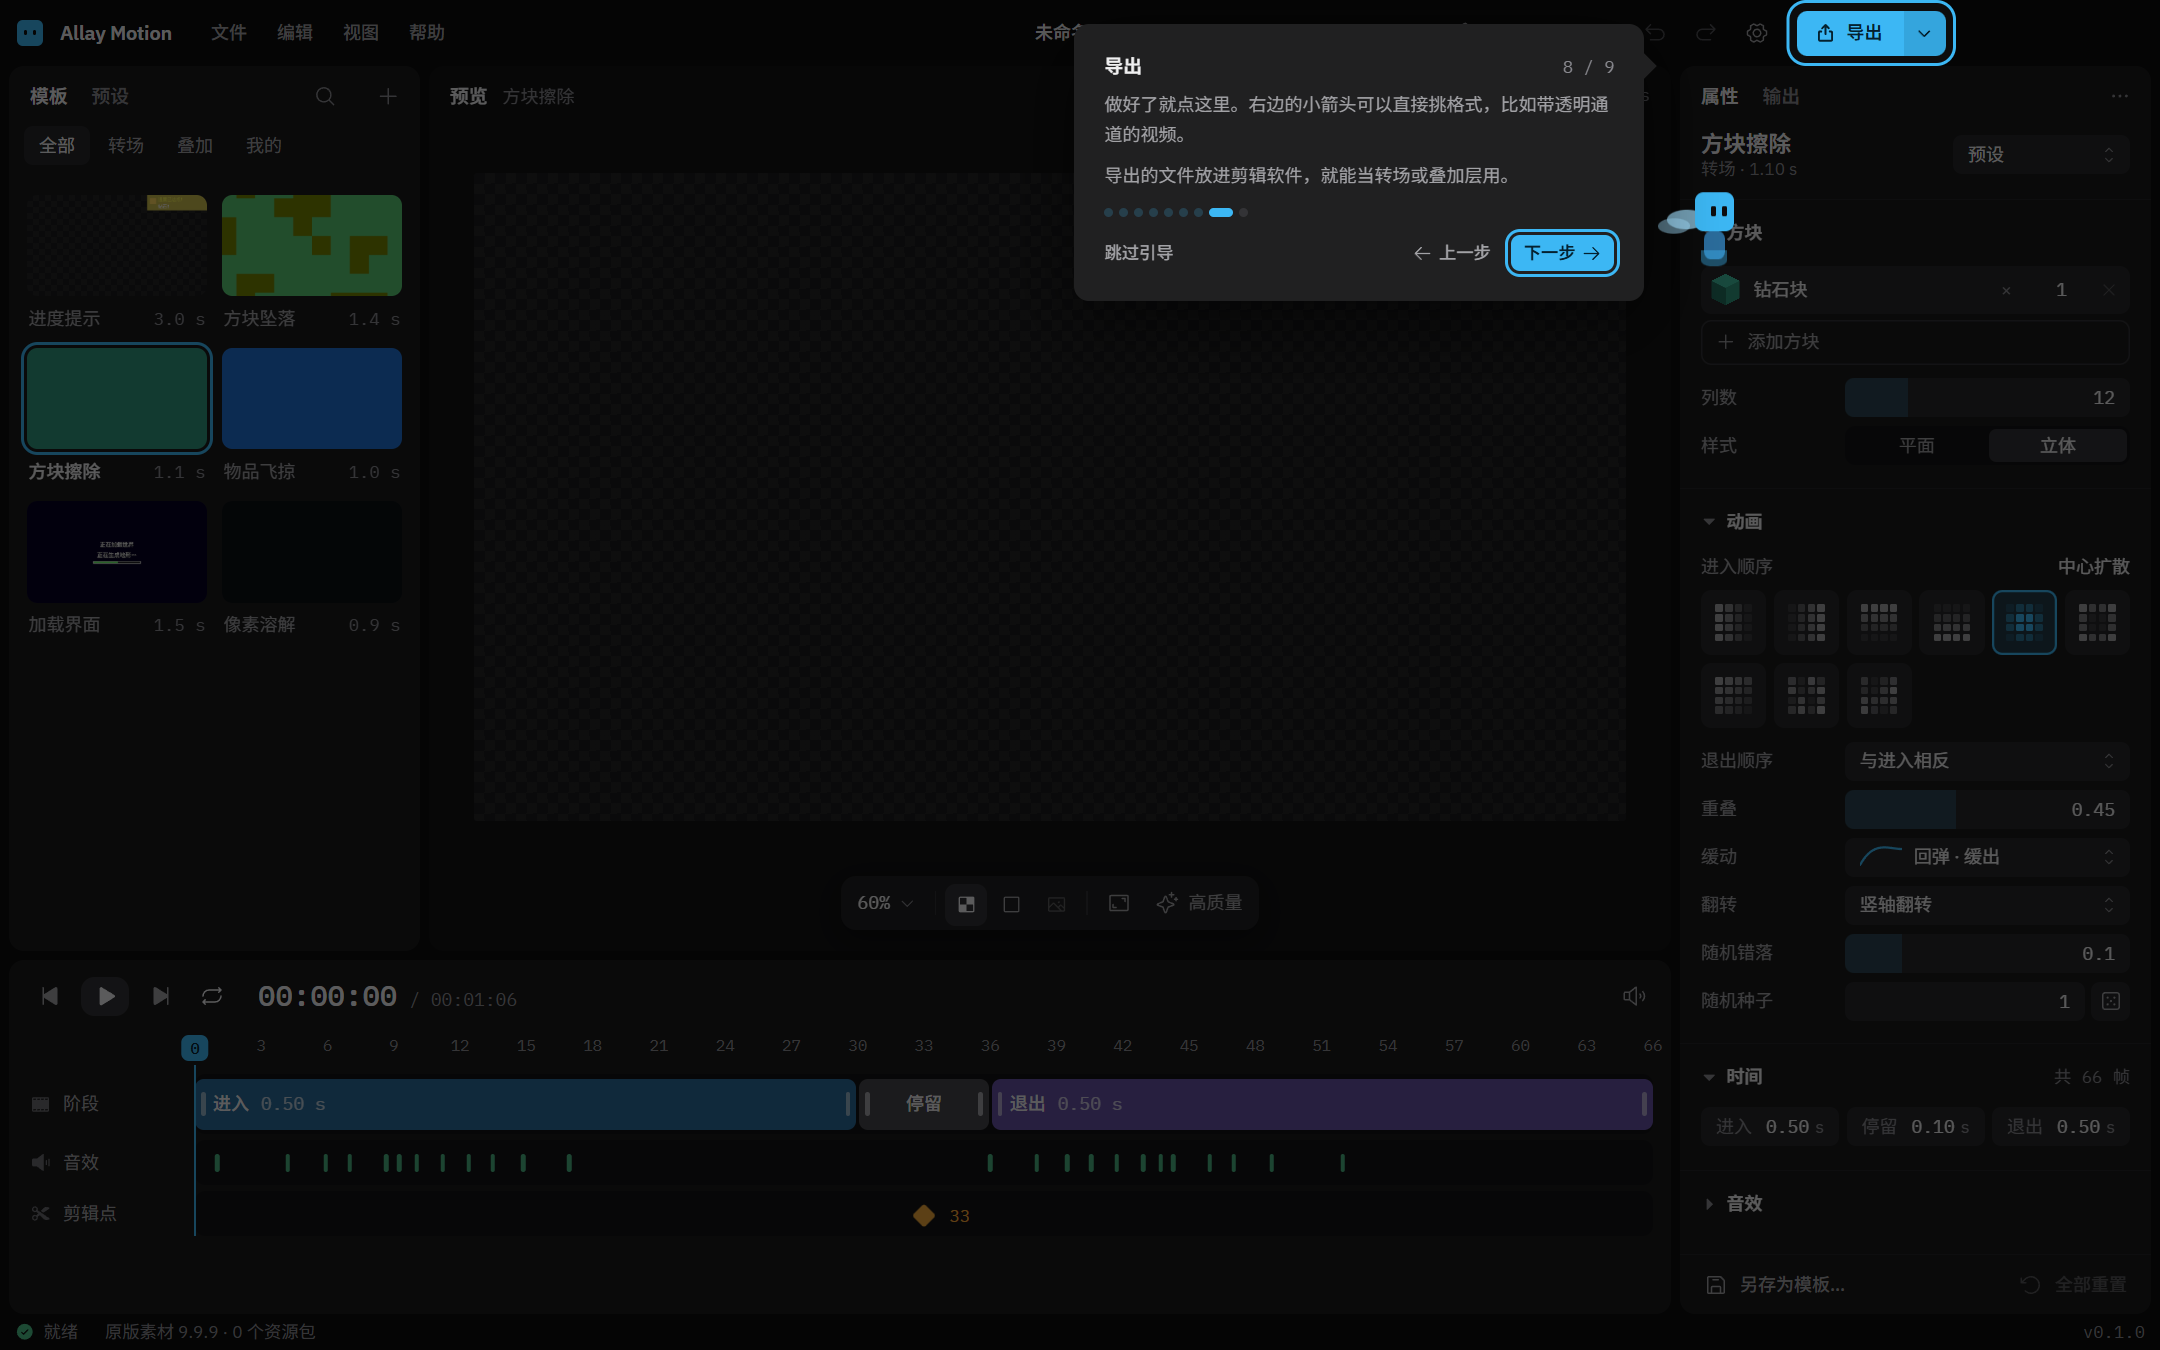 Allay Motion 文件 编辑 视图 帮助
未命
导出
模板 预设
全部 转场 叠加 我的
进度提示 3.0 s
方块坠落 1.4 s
方块擦除 1.1 s
物品飞掠 1.0 s
正在加载世界
正在生成地形…
加载界面 1.5 s
像素溶解 0.9 s
预览 方块擦除
导出 8 / 9
做好了就点这里。右边的小箭头可以直接挑格式，比如带透明通
道的视频。
导出的文件放进剪辑软件，就能当转场或叠加层用。
跳过引导 上一步 下一步
s
60% 高质量
属性 输出
方块擦除
转场 · 1.10 s
预设
方块
钻石块 × 1
添加方块
列数 12
样式 平面 立体
动画
进入顺序 中心扩散
退出顺序 与进入相反
重叠 0.45
缓动 回弹 · 缓出
翻转 竖轴翻转
随机错落 0.1
随机种子 1
时间 共 66 帧
进入 0.50 s 停留 0.10 s 退出 0.50 s
音效
另存为模板... 全部重置
00:00:00 / 00:01:06
0 3 6 9 12 15 18 21 24 27 30 33 36 39 42 45 48 51 54 57 60 63 66
阶段 进入 0.50 s 停留 退出 0.50 s
音效
剪辑点 33
就绪 原版素材 9.9.9 · 0 个资源包 v0.1.0